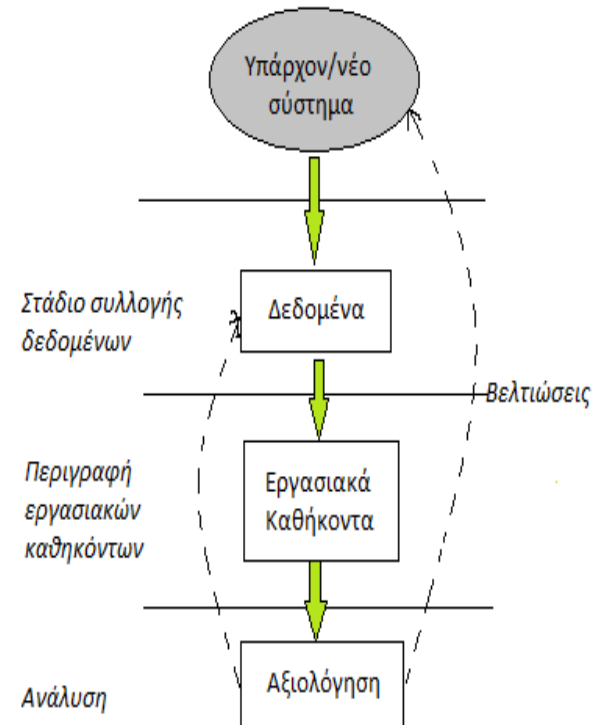 Υπάρχον/νέο
σύστημα
Στάδιο συλλογής
δεδομένων
Δεδομένα
Βελτιώσεις
Περιγραφή
εργασιακών
καθηκόντων
Εργασιακά
Καθήκοντα
Ανάλυση
Αξιολόγηση